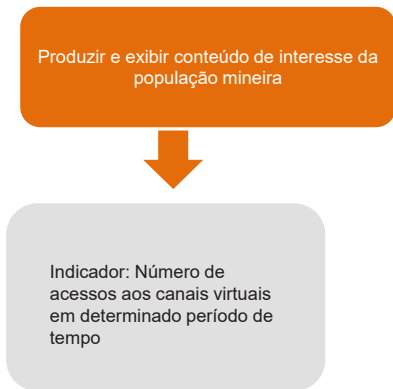 Produzir e exibir conteúdo de interesse da
população mineira
Indicador: Número de
acessos aos canais virtuais
em determinado período de
tempo